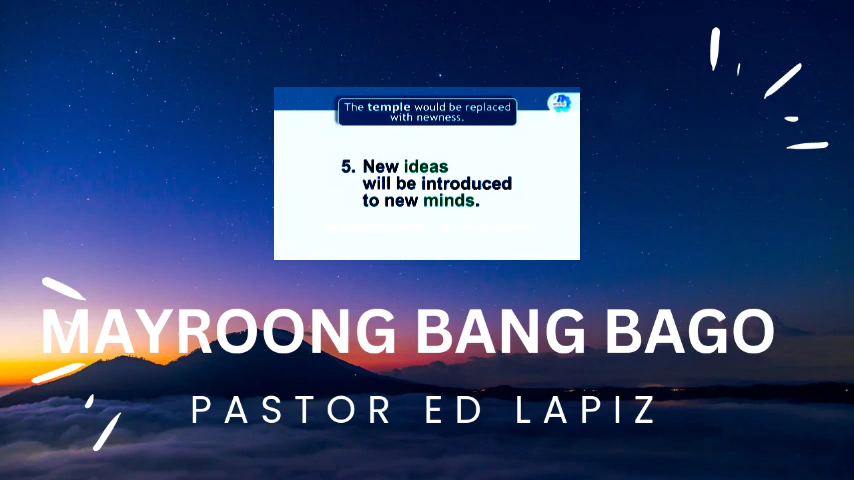 The temple would be replaced
with newness.
5. New ideas
will be introduced
to new minds.
MAYROONG BANG BAGO
PASTOR ED LAPIZ